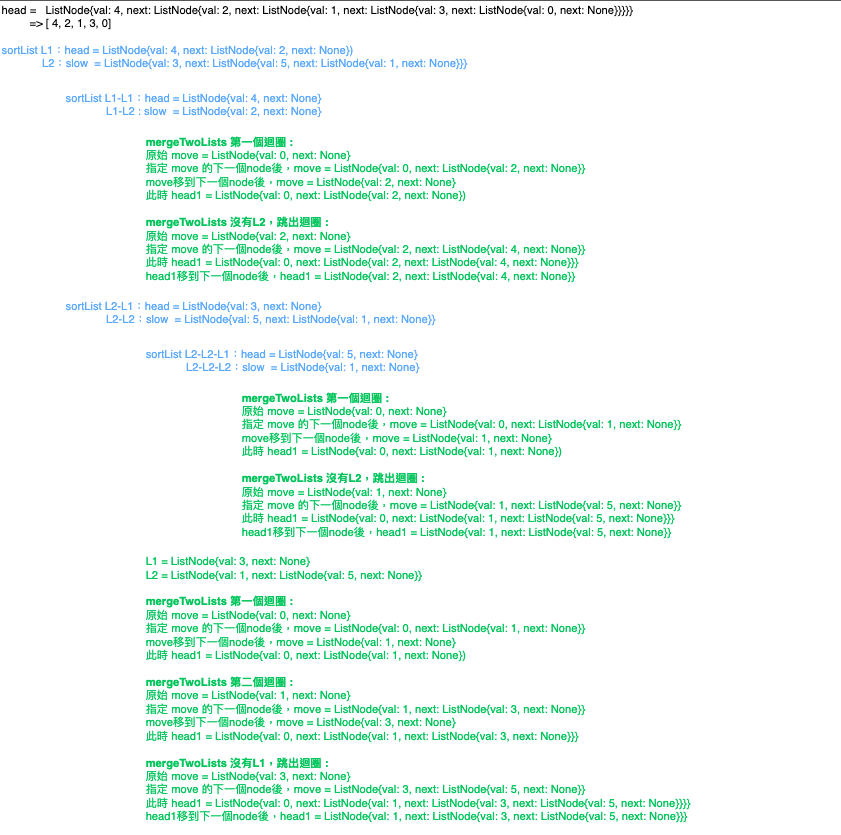 head =   ListNode{val: 4, next: ListNode{val: 2, next: ListNode{val: 1, next: ListNode{val: 3, next: ListNode{val: 0, next: None}}}}}
=> [ 4, 2, 1, 3, 0]
sortList L1：head = ListNode{val: 4, next: ListNode{val: 2, next: None})
L2：slow  = ListNode{val: 3, next: ListNode{val: 5, next: ListNode{val: 1, next: None}}}
sortList L1-L1：head = ListNode{val: 4, next: None}
L1-L2 : slow  = ListNode{val: 2, next: None}
mergeTwoLists 第一個迴圈：
原始 move = ListNode{val: 0, next: None}
指定 move 的下一個node後，move = ListNode{val: 0, next: ListNode{val: 2, next: None}}
move移到下一個node後，move = ListNode{val: 2, next: None}
此時 head1 = ListNode{val: 0, next: ListNode{val: 2, next: None})
mergeTwoLists 沒有L2，跳出迴圈：
原始 move = ListNode{val: 2, next: None}
指定 move 的下一個node後，move = ListNode{val: 2, next: ListNode{val: 4, next: None}}
此時 head1 = ListNode{val: 0, next: ListNode{val: 2, next: ListNode{val: 4, next: None}}}
head1移到下一個node後，head1 = ListNode{val: 2, next: ListNode{val: 4, next: None}}
sortList L2-L1：head = ListNode{val: 3, next: None}
L2-L2：slow  = ListNode{val: 5, next: ListNode{val: 1, next: None}}
sortList L2-L2-L1：head = ListNode{val: 5, next: None}
L2-L2-L2：slow  = ListNode{val: 1, next: None}
mergeTwoLists 第一個迴圈：
原始 move = ListNode{val: 0, next: None}
指定 move 的下一個node後，move = ListNode{val: 0, next: ListNode{val: 1, next: None}}
move移到下一個node後，move = ListNode{val: 1, next: None}
此時 head1 = ListNode{val: 0, next: ListNode{val: 1, next: None})
mergeTwoLists 沒有L2，跳出迴圈：
原始 move = ListNode{val: 1, next: None}
指定 move 的下一個node後，move = ListNode{val: 1, next: ListNode{val: 5, next: None}}
此時 head1 = ListNode{val: 0, next: ListNode{val: 1, next: ListNode{val: 5, next: None}}}
head1移到下一個node後，head1 = ListNode{val: 1, next: ListNode{val: 5, next: None}}
L1 = ListNode{val: 3, next: None}
L2 = ListNode{val: 1, next: ListNode{val: 5, next: None}}
mergeTwoLists 第一個迴圈：
原始 move = ListNode{val: 0, next: None}
指定 move 的下一個node後，move = ListNode{val: 0, next: ListNode{val: 1, next: None}}
move移到下一個node後，move = ListNode{val: 1, next: None}
此時 head1 = ListNode{val: 0, next: ListNode{val: 1, next: None})
mergeTwoLists 第二個迴圈：
原始 move = ListNode{val: 1, next: None}
指定 move 的下一個node後，move = ListNode{val: 1, next: ListNode{val: 3, next: None}}
move移到下一個node後，move = ListNode{val: 3, next: None}
此時 head1 = ListNode{val: 0, next: ListNode{val: 1, next: ListNode{val: 3, next: None}}}
mergeTwoLists 沒有L1，跳出迴圈：
原始 move = ListNode{val: 3, next: None}
指定 move 的下一個node後，move = ListNode{val: 3, next: ListNode{val: 5, next: None}}
此時 head1 = ListNode{val: 0, next: ListNode{val: 1, next: ListNode{val: 3, next: ListNode{val: 5, next: None}}}}
head1移到下一個node後，head1 = ListNode{val: 1, next: ListNode{val: 3, next: ListNode{val: 5, next: None}}}